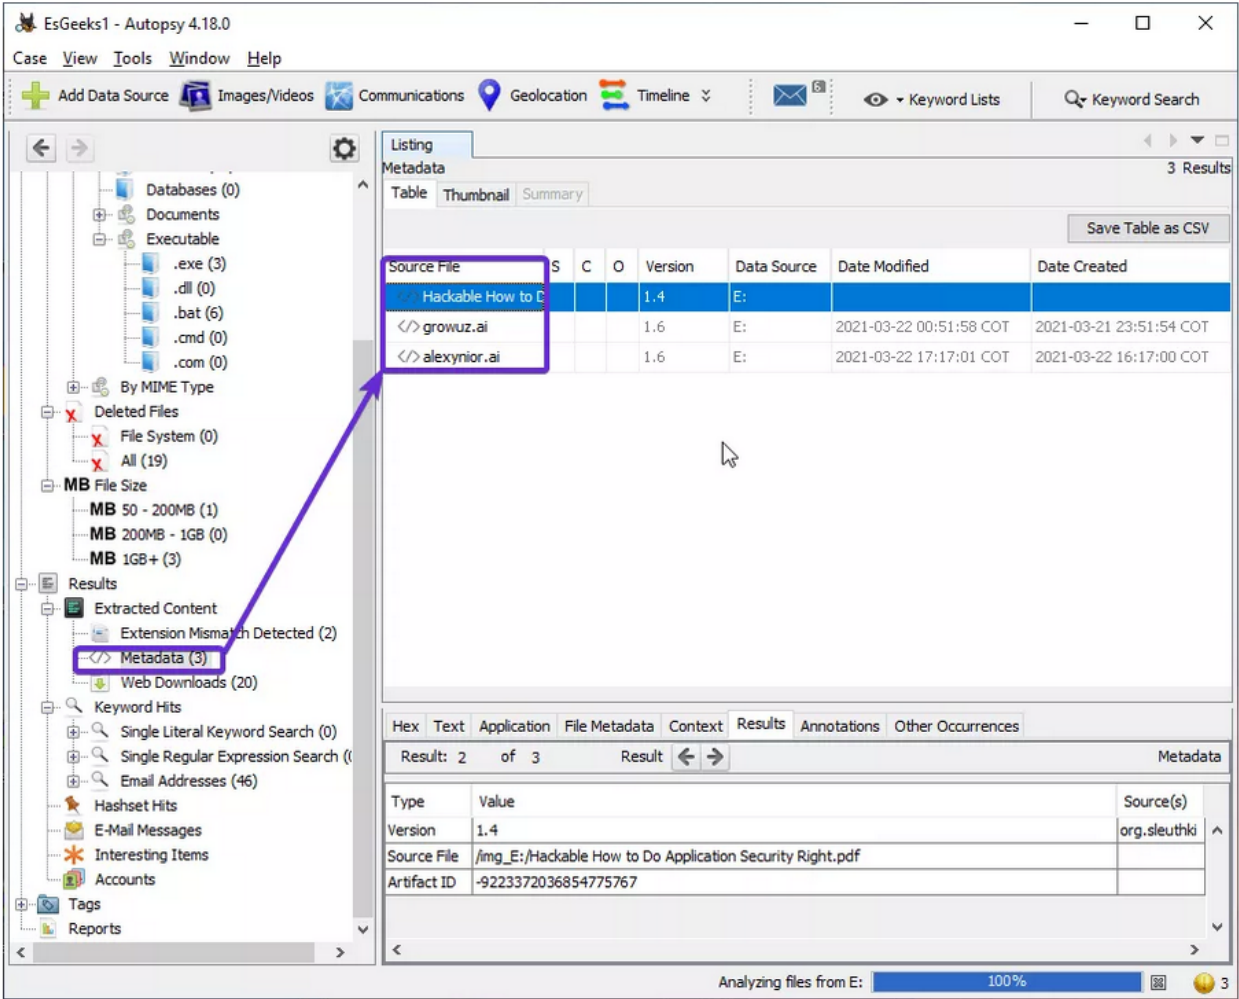 EsGeeks1 - Autopsy 4.18.0
Case View Tools Window Help
Add Data Source Images/Videos Communications Geolocation Timeline 6 Keyword Lists Keyword Search
Listing
Metadata 3 Results
Table Thumbnail Summary
Save Table as CSV
Source File S C O Version Data Source Date Modified Date Created
Hackable How to D 1.4 E:
growuz.ai 1.6 E: 2021-03-22 00:51:58 COT 2021-03-21 23:51:54 COT
alexynior.ai 1.6 E: 2021-03-22 17:17:01 COT 2021-03-22 16:17:00 COT
Databases (0)
Documents
Executable
.exe (3)
.dll (0)
.bat (6)
.cmd (0)
.com (0)
By MIME Type
Deleted Files
File System (0)
All (19)
MB File Size
MB 50 - 200MB (1)
MB 200MB - 1GB (0)
MB 1GB+ (3)
Results
Extracted Content
Extension Mismatch Detected (2)
Metadata (3)
Web Downloads (20)
Keyword Hits
Single Literal Keyword Search (0)
Single Regular Expression Search (
Email Addresses (46)
Hashset Hits
E-Mail Messages
Interesting Items
Accounts
Tags
Reports
Hex Text Application File Metadata Context Results Annotations Other Occurrences
Result: 2 of 3 Result Metadata
Type Value Source(s)
Version 1.4 org.sleuthki
Source File /img_E:/Hackable How to Do Application Security Right.pdf
Artifact ID -9223372036854775767
Analyzing files from E: 100% 3